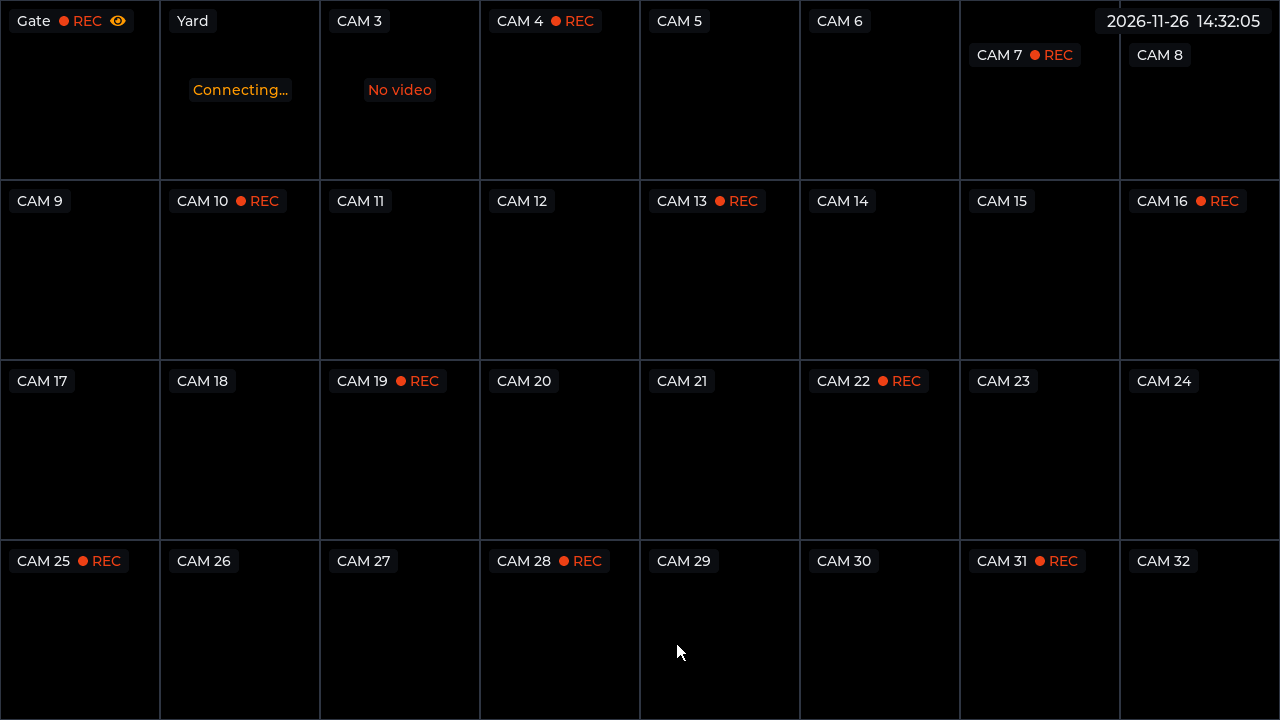 Gate REC
Yard
CAM 3
CAM 4 REC
CAM 5
CAM 6
2026-11-26 14:32:05
CAM 7 REC
CAM 8
Connecting...
No video
CAM 9
CAM 10 REC
CAM 11
CAM 12
CAM 13 REC
CAM 14
CAM 15
CAM 16 REC
CAM 17
CAM 18
CAM 19 REC
CAM 20
CAM 21
CAM 22 REC
CAM 23
CAM 24
CAM 25 REC
CAM 26
CAM 27
CAM 28 REC
CAM 29
CAM 30
CAM 31 REC
CAM 32